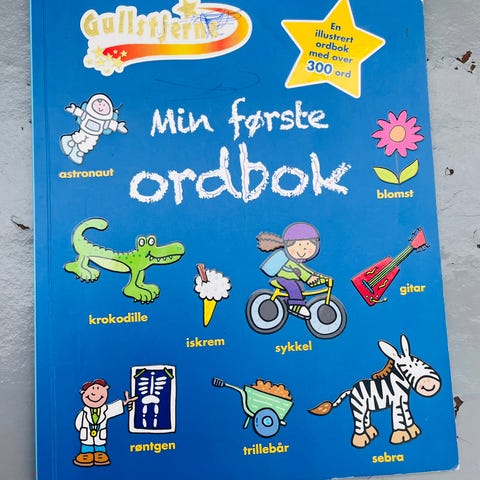 Gullstjerne
En
illustrert
ordbok
med over
300 ord
Min første
ordbok
astronaut
blomst
krokodille
iskrem
sykkel
gitar
røntgen
trillebår
sebra